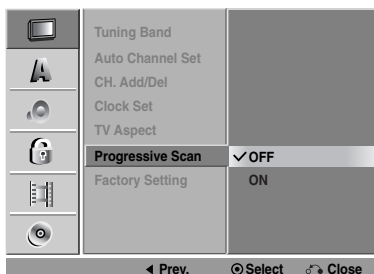 Tuning Band
Auto Channel Set
CH. Add/Del
Clock Set
TV Aspect
Progressive Scan ✓ OFF
Factory Setting ON
◀ Prev. Select Close